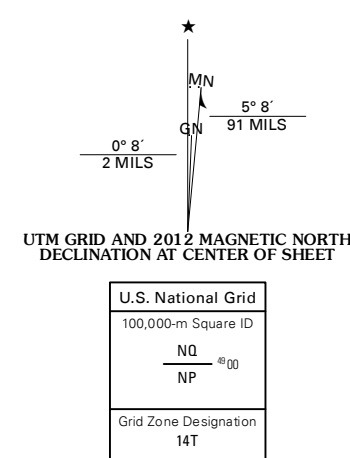 ★
MN
5° 8´
91 MILS
GN
0° 8´
2 MILS
UTM GRID AND 2012 MAGNETIC NORTH
DECLINATION AT CENTER OF SHEET
U.S. National Grid
100,000-m Square ID
NQ
4900
NP
Grid Zone Designation
14T